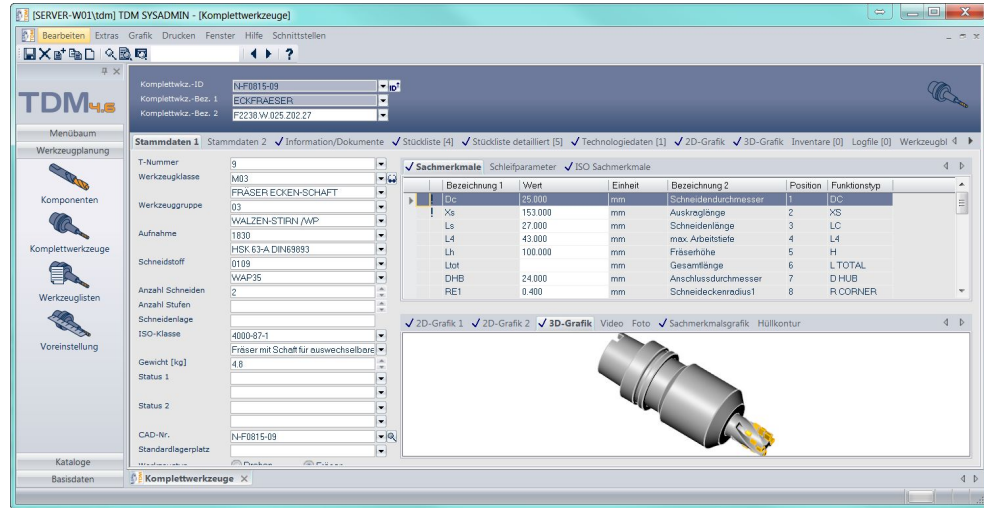 [SERVER-W01\tdm] TDM SYSADMIN - [Komplettwerkzeuge]
Bearbeiten Extras Grafik Drucken Fenster Hilfe Schnittstellen
TDM4.6
Menübaum
Werkzeugplanung
Komponenten
Komplettwerkzeuge
Werkzeuglisten
Voreinstellung
Kataloge
Basisdaten
Komplettwkz.-ID N-F0815-09 ID
Komplettwkz.-Bez. 1 ECKFRAESER
Komplettwkz.-Bez. 2 F2238.W.025.Z02.27
Stammdaten 1 Stammdaten 2 Information/Dokumente Stückliste [4] Stückliste detailliert [5] Technologiedaten [1] 2D-Grafik 3D-Grafik Inventare [0] Logfile [0] Werkzeugbl
T-Nummer 9
Werkzeugklasse M03
FRÄSER ECKEN-SCHAFT
Werkzeuggruppe 03
WALZEN-STIRN /WP
Aufnahme 1830
HSK 63-A DIN69893
Schneidstoff 0109
WAP35
Anzahl Schneiden 2
Anzahl Stufen
Schneidenlage
ISO-Klasse 4000-87-1
Fräser mit Schaft für auswechselbare
Gewicht [kg] 4.8
Status 1
Status 2
CAD-Nr. N-F0815-09
Standardlagerplatz
Drehen Fräsen
Sachmerkmale Schleifparameter ISO Sachmerkmale
Bezeichnung 1 Wert Einheit Bezeichnung 2 Position Funktionstyp
! Dc 25.000 mm Schneidendurchmesser 1 DC
! Xs 153.000 mm Auskraglänge 2 XS
Ls 27.000 mm Schneidenlänge 3 LC
L4 43.000 mm max. Arbeitstiefe 4 L4
Lh 100.000 mm Fräserhöhe 5 H
Ltot mm Gesamtlänge 6 L TOTAL
DHB 24.000 mm Anschlussdurchmesser 7 D HUB
RE1 0.400 mm Schneideckenradius1 8 R CORNER
2D-Grafik 1 2D-Grafik 2 3D-Grafik Video Foto Sachmerkmalsgrafik Hüllkontur
Komplettwerkzeuge